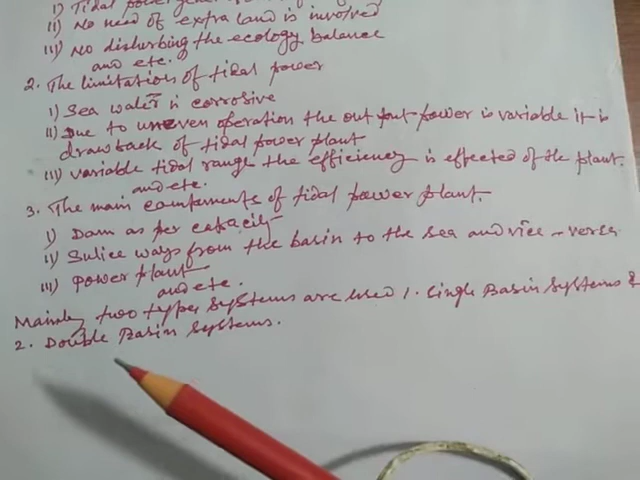 i) Tidal power
ii) No need of extra land is involved
iii) No disturbing the ecology balance
and etc.
2. The limitations of tidal power
i) Sea water is corrosive
ii) Due to uneven operation the out put power is variable it is
drawback of tidal power plant
iii) variable tidal range the efficiency is effected of the plant.
and etc.
3. The main components of tidal power plant.
i) Dam as per capacity
ii) Sulice ways from the basin to the sea and vice-versa
iii) power plant
and etc.
Mainly two types systems are used 1. Single Basin Systems &
2. Double Basin Systems.